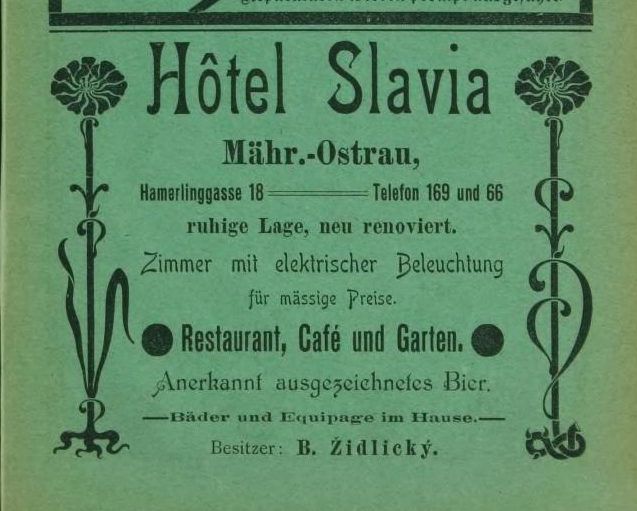 Hôtel Slavia
Mähr.-Ostrau,
Hamerlinggasse 18 Telefon 169 und 66
ruhige Lage, neu renoviert.
Zimmer mit elektrischer Beleuchtung
für mässige Preise.
Restaurant, Café und Garten.
Anerkannt ausgezeichnetes Bier.
Bäder und Equipage im Hause.
Besitzer: B. Židlický.